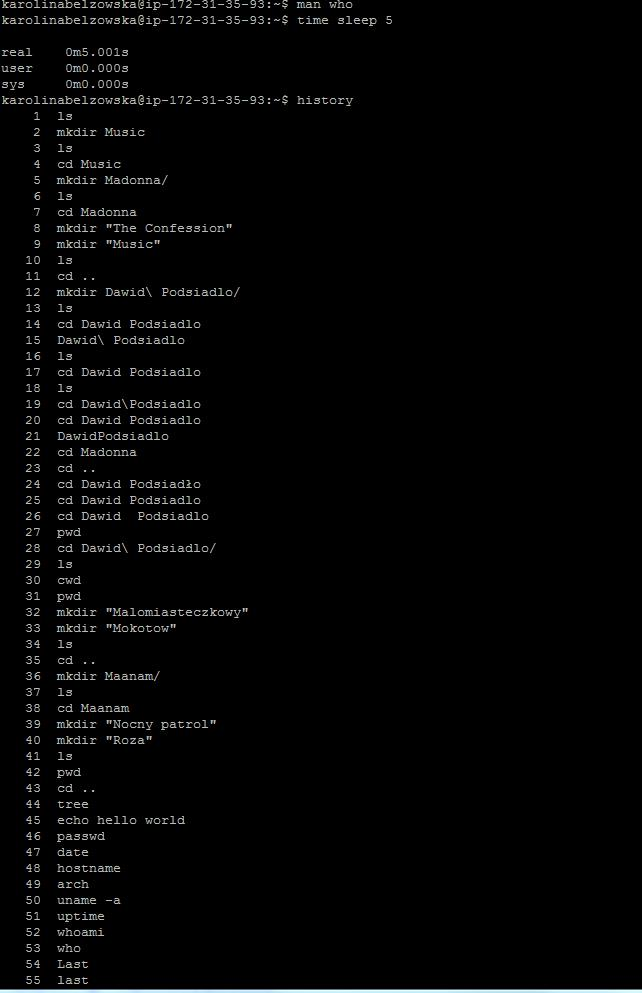 karolinabelzowska@ip-172-31-35-93:~$ man who
karolinabelzowska@ip-172-31-35-93:~$ time sleep 5
real 0m5.001s
user 0m0.000s
sys 0m0.000s
karolinabelzowska@ip-172-31-35-93:~$ history
1 ls
2 mkdir Music
3 ls
4 cd Music
5 mkdir Madonna/
6 ls
7 cd Madonna
8 mkdir "The Confession"
9 mkdir "Music"
10 ls
11 cd ..
12 mkdir Dawid\ Podsiadlo/
13 ls
14 cd Dawid Podsiadlo
15 Dawid\ Podsiadlo
16 ls
17 cd Dawid Podsiadlo
18 ls
19 cd Dawid\Podsiadlo
20 cd Dawid Podsiadlo
21 DawidPodsiadlo
22 cd Madonna
23 cd ..
24 cd Dawid Podsiadło
25 cd Dawid Podsiadlo
26 cd Dawid  Podsiadlo
27 pwd
28 cd Dawid\ Podsiadlo/
29 ls
30 cwd
31 pwd
32 mkdir "Malomiasteczkowy"
33 mkdir "Mokotow"
34 ls
35 cd ..
36 mkdir Maanam/
37 ls
38 cd Maanam
39 mkdir "Nocny patrol"
40 mkdir "Roza"
41 ls
42 pwd
43 cd ..
44 tree
45 echo hello world
46 passwd
47 date
48 hostname
49 arch
50 uname -a
51 uptime
52 whoami
53 who
54 Last
55 last